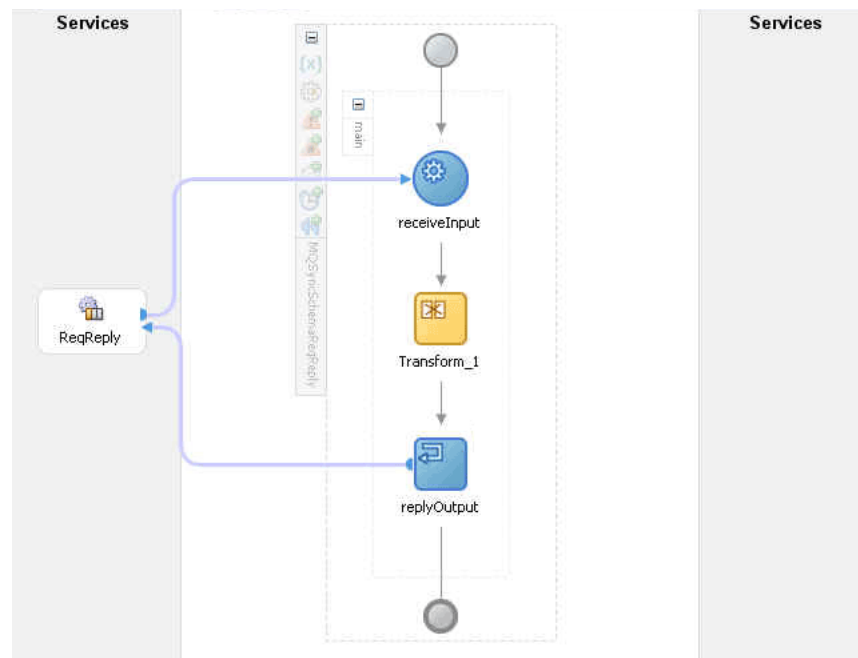 Services
Services
main
receiveInput
MQSyncSchemaReqReply
ReqReply
Transform_1
replyOutput